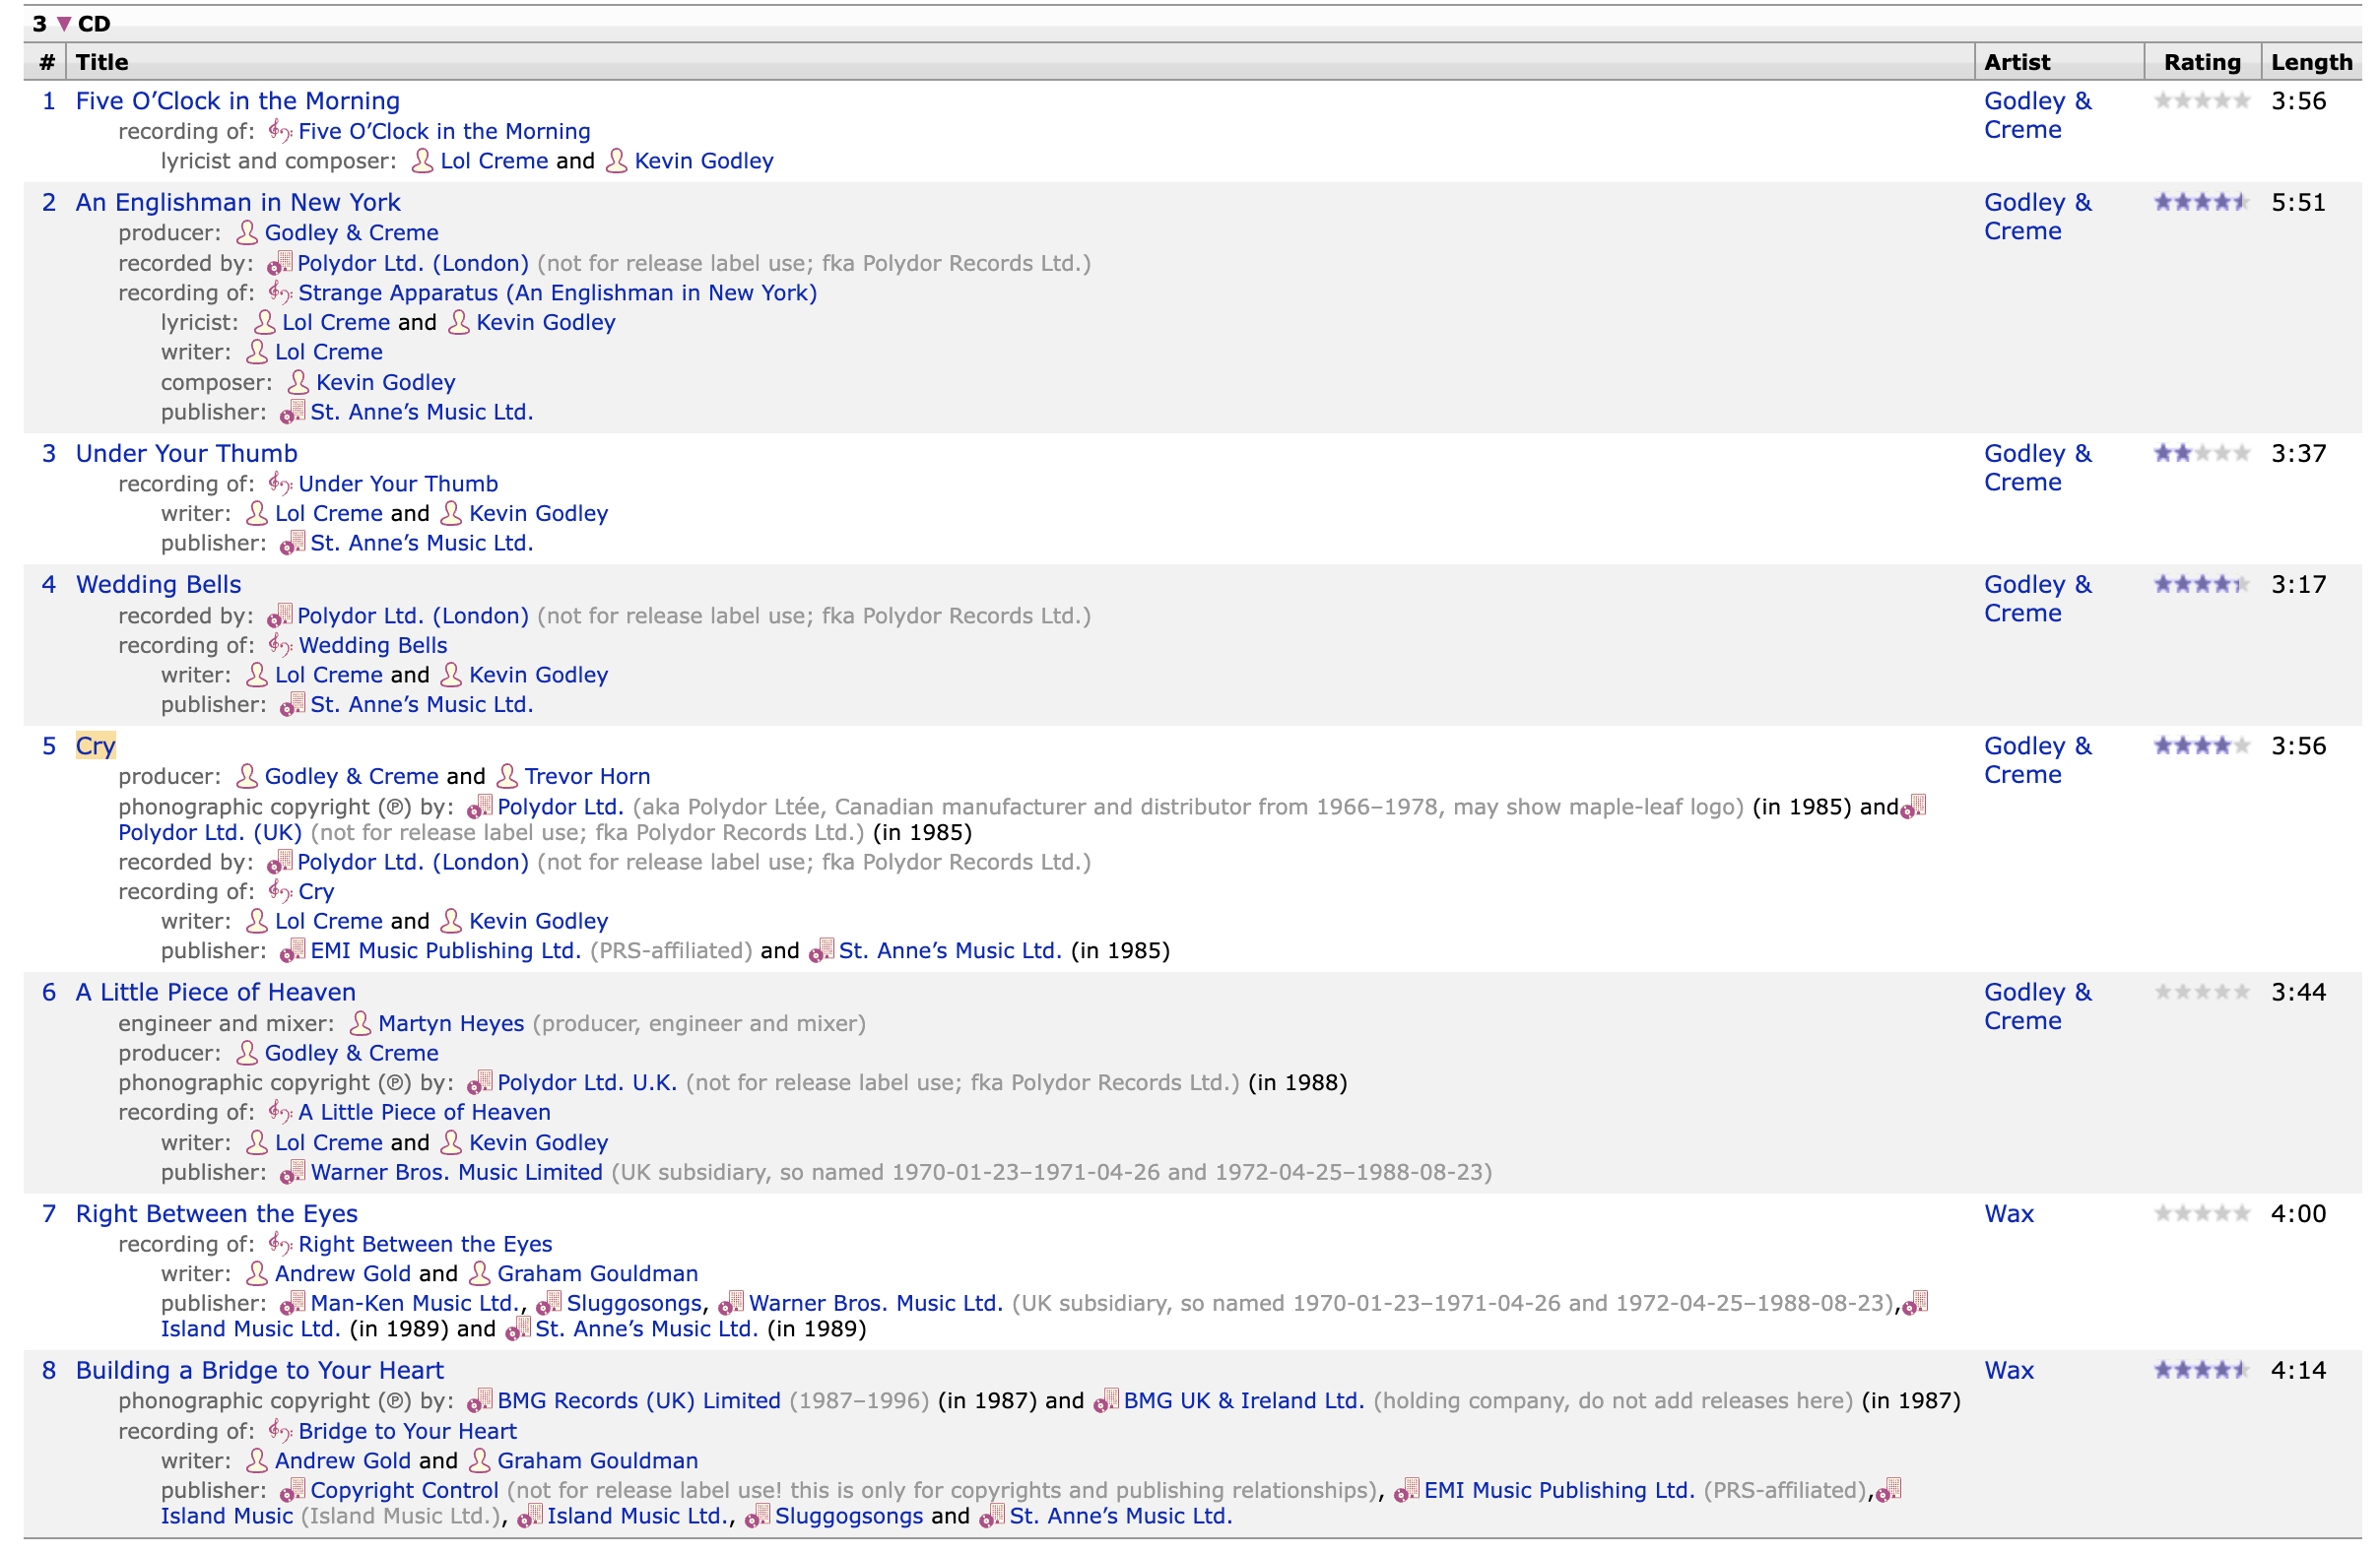 3 ▼ CD
# Title Artist Rating Length
1 Five O’Clock in the Morning Godley & Creme 3:56
recording of: Five O’Clock in the Morning
lyricist and composer: Lol Creme and Kevin Godley
2 An Englishman in New York Godley & Creme 5:51
producer: Godley & Creme
recorded by: Polydor Ltd. (London) (not for release label use; fka Polydor Records Ltd.)
recording of: Strange Apparatus (An Englishman in New York)
lyricist: Lol Creme and Kevin Godley
writer: Lol Creme
composer: Kevin Godley
publisher: St. Anne’s Music Ltd.
3 Under Your Thumb Godley & Creme 3:37
recording of: Under Your Thumb
writer: Lol Creme and Kevin Godley
publisher: St. Anne’s Music Ltd.
4 Wedding Bells Godley & Creme 3:17
recorded by: Polydor Ltd. (London) (not for release label use; fka Polydor Records Ltd.)
recording of: Wedding Bells
writer: Lol Creme and Kevin Godley
publisher: St. Anne’s Music Ltd.
5 Cry Godley & Creme 3:56
producer: Godley & Creme and Trevor Horn
phonographic copyright (℗) by: Polydor Ltd. (aka Polydor Ltée, Canadian manufacturer and distributor from 1966–1978, may show maple-leaf logo) (in 1985) and
Polydor Ltd. (UK) (not for release label use; fka Polydor Records Ltd.) (in 1985)
recorded by: Polydor Ltd. (London) (not for release label use; fka Polydor Records Ltd.)
recording of: Cry
writer: Lol Creme and Kevin Godley
publisher: EMI Music Publishing Ltd. (PRS-affiliated) and St. Anne’s Music Ltd. (in 1985)
6 A Little Piece of Heaven Godley & Creme 3:44
engineer and mixer: Martyn Heyes (producer, engineer and mixer)
producer: Godley & Creme
phonographic copyright (℗) by: Polydor Ltd. U.K. (not for release label use; fka Polydor Records Ltd.) (in 1988)
recording of: A Little Piece of Heaven
writer: Lol Creme and Kevin Godley
publisher: Warner Bros. Music Limited (UK subsidiary, so named 1970-01-23–1971-04-26 and 1972-04-25–1988-08-23)
7 Right Between the Eyes Wax 4:00
recording of: Right Between the Eyes
writer: Andrew Gold and Graham Gouldman
publisher: Man-Ken Music Ltd., Sluggosongs, Warner Bros. Music Ltd. (UK subsidiary, so named 1970-01-23–1971-04-26 and 1972-04-25–1988-08-23),
Island Music Ltd. (in 1989) and St. Anne’s Music Ltd. (in 1989)
8 Building a Bridge to Your Heart Wax 4:14
phonographic copyright (℗) by: BMG Records (UK) Limited (1987–1996) (in 1987) and BMG UK & Ireland Ltd. (holding company, do not add releases here) (in 1987)
recording of: Bridge to Your Heart
writer: Andrew Gold and Graham Gouldman
publisher: Copyright Control (not for release label use! this is only for copyrights and publishing relationships), EMI Music Publishing Ltd. (PRS-affiliated),
Island Music (Island Music Ltd.), Island Music Ltd., Sluggogsongs and St. Anne’s Music Ltd.